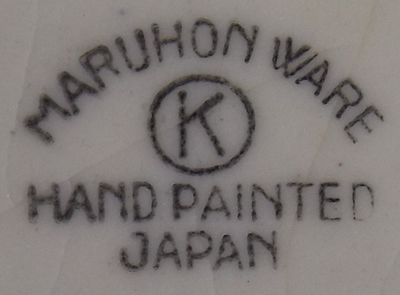 MARUHON WARE
K
HAND PAINTED
JAPAN